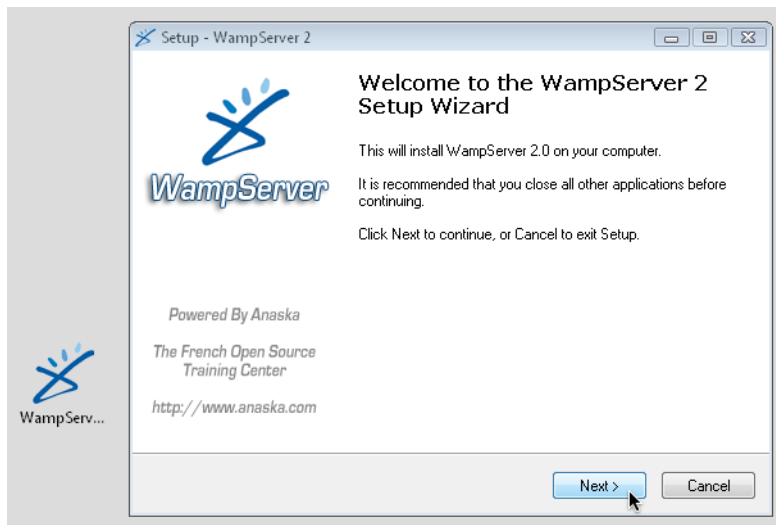 Setup - WampServer 2
WampServer
Welcome to the WampServer 2
Setup Wizard
This will install WampServer 2.0 on your computer.
It is recommended that you close all other applications before
continuing.
Click Next to continue, or Cancel to exit Setup.
Powered By Anaska
The French Open Source
Training Center
http://www.anaska.com
WampServ...
Next >
Cancel